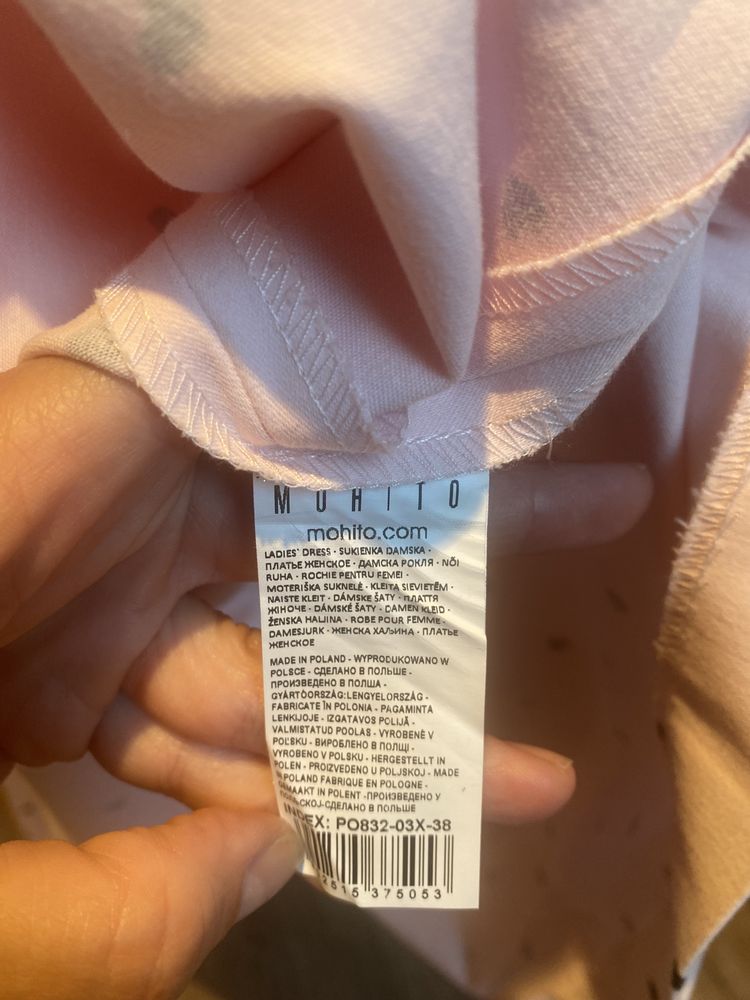 MOHITO
mohito.com
LADIES' DRESS - SUKIENKA DAMSKA -
ПЛАТЬЕ ЖЕНСКОЕ - ДАМСКА РОКЛЯ - NŐI
RUHA - ROCHIE PENTRU FEMEI -
MOTERIŠKA SUKNELĖ - KLEITA SIEVIETĒM -
NAISTE KLEIT - DÁMSKE ŠATY - ПЛАТТЯ
ЖІНОЧЕ - DÁMSKÉ ŠATY - DAMEN KLEID -
ŽENSKA HALJINA - ROBE POUR FEMME -
DAMESJURK - ЖЕНСКА ХАЉИНА - ПЛАТЬЕ
ЖЕНСКОЕ
MADE IN POLAND - WYPRODUKOWANO W
POLSCE - СДЕЛАНО В ПОЛЬШЕ -
ПРОИЗВЕДЕНО В ПОЛША -
GYÁRTÓORSZÁG:LENGYELORSZÁG -
FABRICATE ÎN POLONIA - PAGAMINTA
LENKIJOJE - IZGATAVOS POLIJĀ -
VALMISTATUD POOLAS - VYROBENÉ V
POĽSKU - ВИРОБЛЕНО В ПОЛЩІ -
VYROBENO V POLSKU - HERGESTELLT IN
POLEN - PROIZVEDENO U POLJSKOJ - MADE
IN POLAND FABRIQUE EN POLOGNE -
GEMAAKT IN POLENT - ПРОИЗВЕДЕНО У
ПОЉСКОЈ-СДЕЛАНО В ПОЛЬШЕ
INDEX: PO832-03X-38
2515 375053